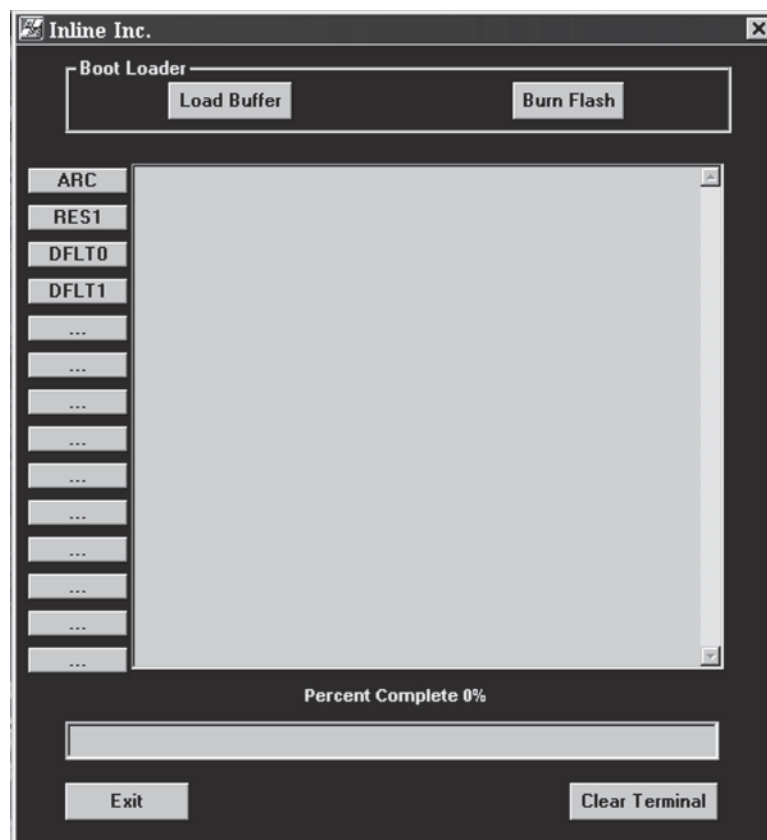 Inline Inc.
Boot Loader
Load Buffer
Burn Flash
ARC
RES1
DFLT0
DFLT1
...
...
...
...
...
...
...
...
...
...
Percent Complete 0%
Exit
Clear Terminal